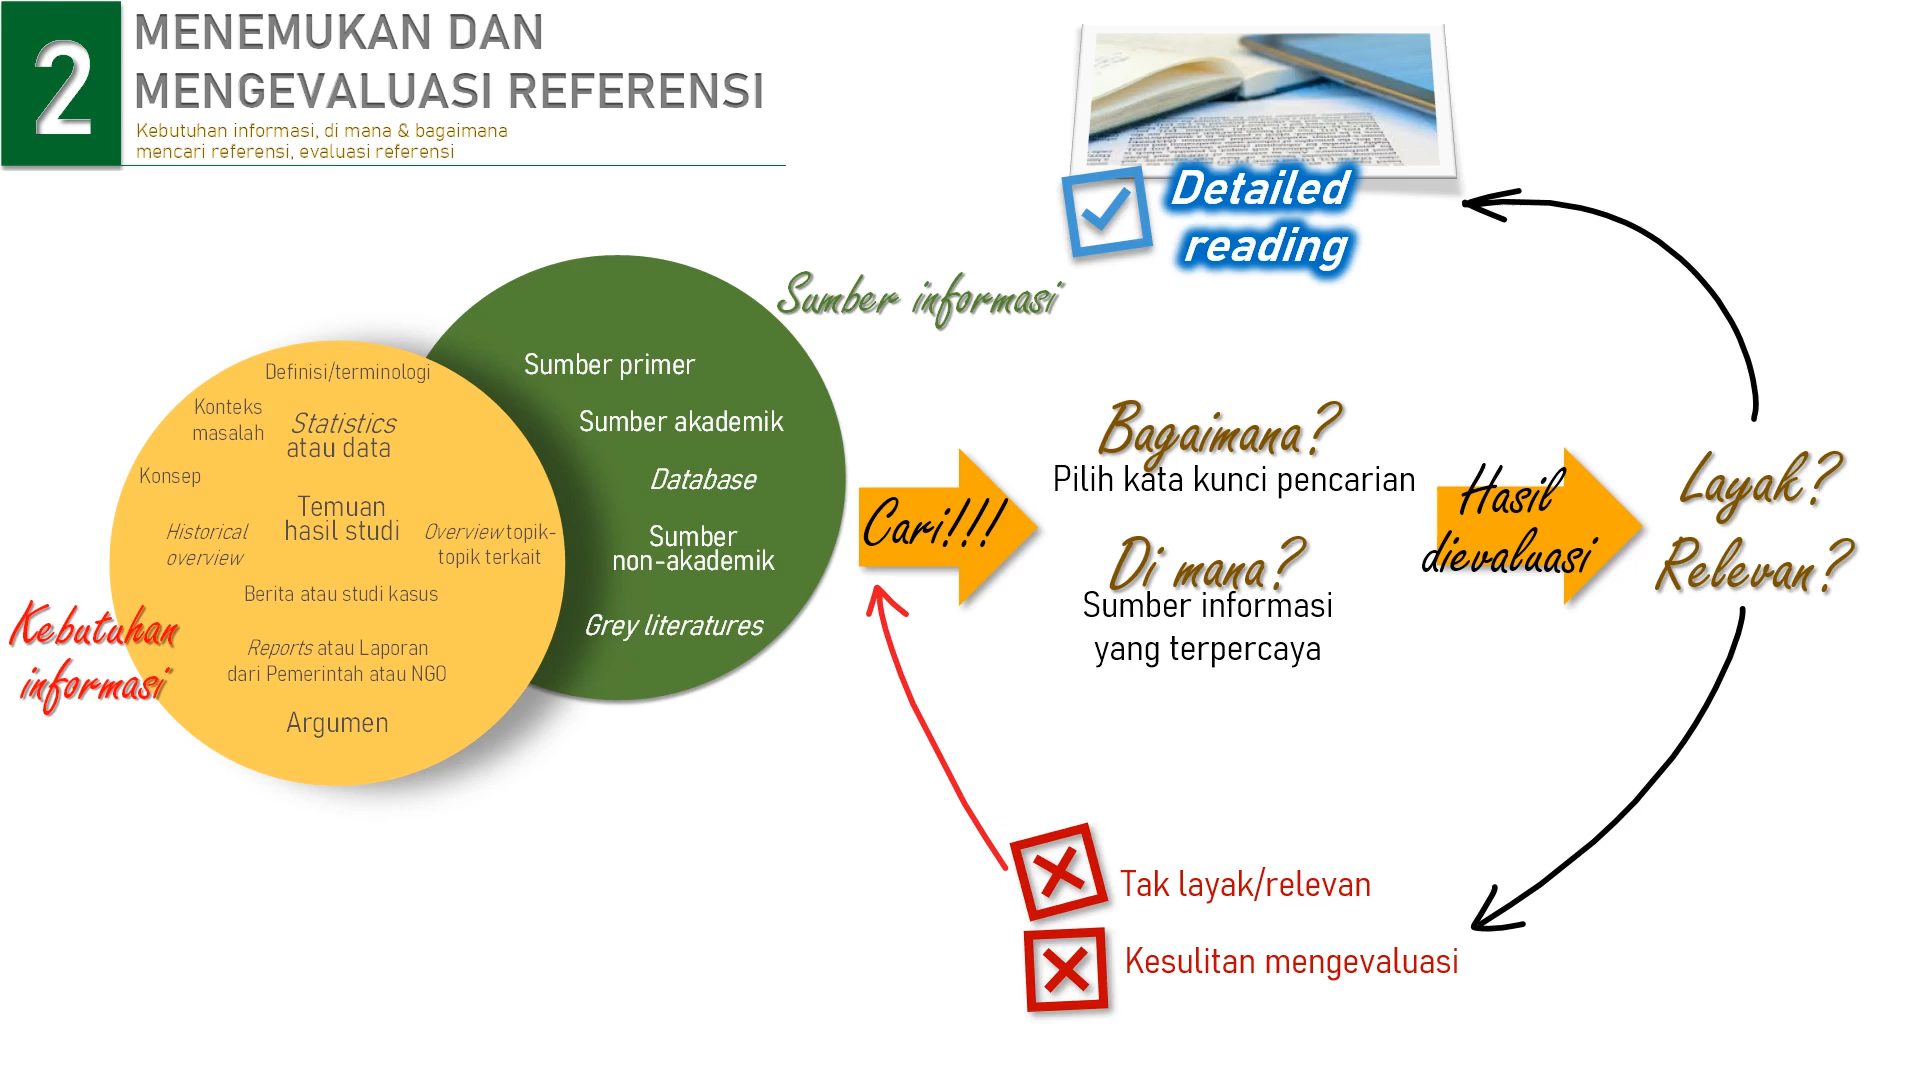 2
MENEMUKAN DAN
MENGEVALUASI REFERENSI
Kebutuhan informasi, di mana & bagaimana
mencari referensi, evaluasi referensi
Detailed
reading
Sumber informasi
Sumber primer
Sumber akademik
Database
Sumber
non-akademik
Grey literatures
Definisi/terminologi
Konteks
masalah
Statistics
atau data
Konsep
Temuan
hasil studi
Historical
overview
Overview topik-
topik terkait
Berita atau studi kasus
Reports atau Laporan
dari Pemerintah atau NGO
Argumen
Kebutuhan
informasi
Cari!!!
Bagaimana?
Pilih kata kunci pencarian
Di mana?
Sumber informasi
yang terpercaya
Hasil
dievaluasi
Layak?
Relevan?
Tak layak/relevan
Kesulitan mengevaluasi